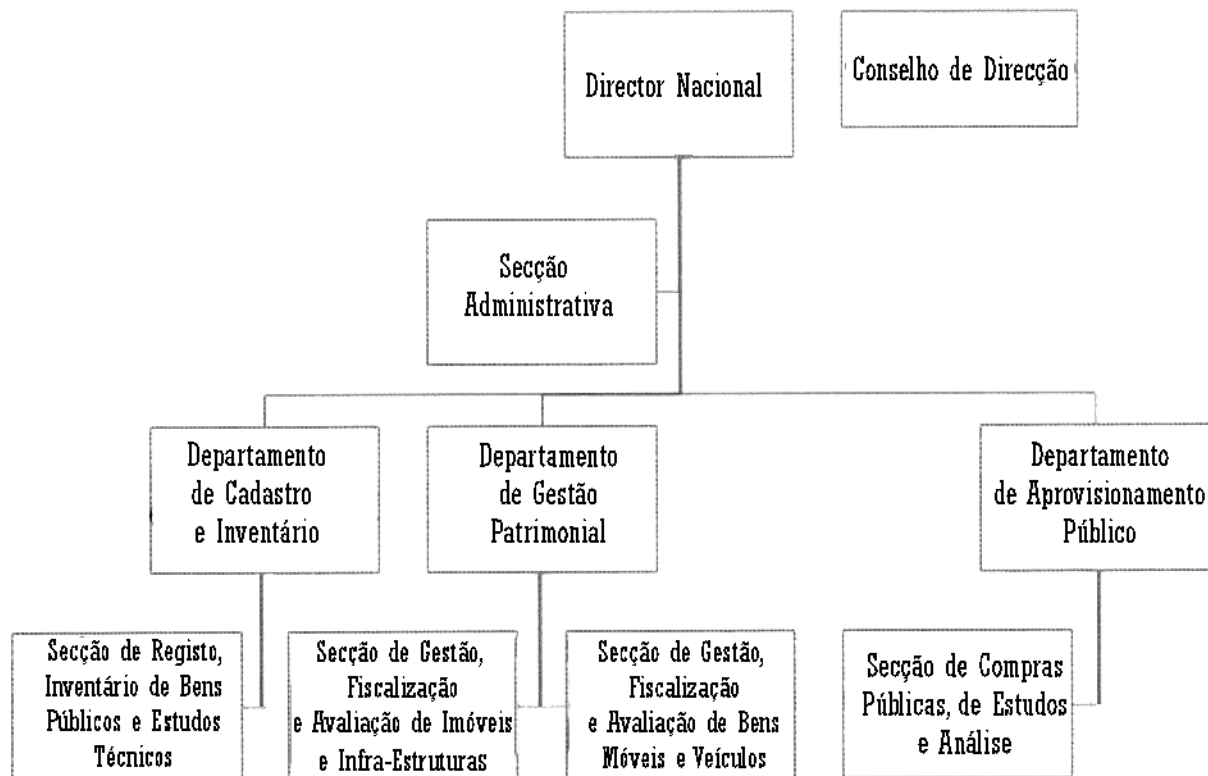 Director Nacional
Conselho de Direcção
Secção
Administrativa
Departamento
de Cadastro
e Inventário
Departamento
de Gestão
Patrimonial
Departamento
de Aprovisionamento
Público
Secção de Registo,
Inventário de Bens
Públicos e Estudos
Técnicos
Secção de Gestão,
Fiscalização
e Avaliação de Imóveis
e Infra-Estruturas
Secção de Gestão,
Fiscalização
e Avaliação de Bens
Móveis e Veículos
Secção de Compras
Públicas, de Estudos
e Análise